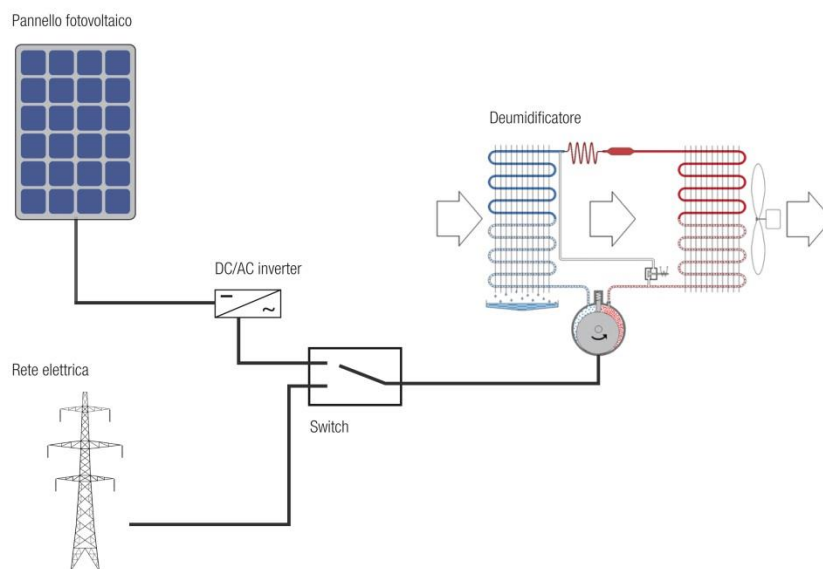 Pannello fotovoltaico
Deumidificatore
DC/AC inverter
Rete elettrica
Switch